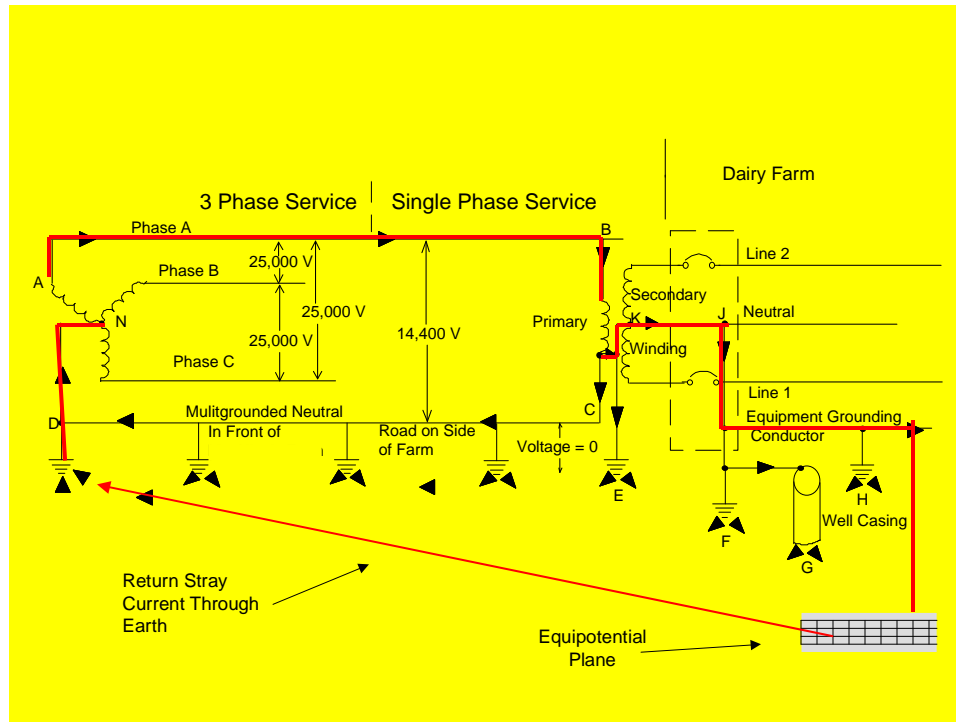 Dairy Farm
3 Phase Service
Single Phase Service
Phase A
B
Line 2
25,000 V
A
Phase B
Secondary
25,000 V
N
Primary
K
J
Neutral
14,400 V
25,000 V
Winding
Phase C
Line 1
C
D
Mulitgrounded Neutral
In Front of
Road on Side
of Farm
Voltage = 0
Equipment Grounding
Conductor
E
H
F
Well Casing
G
Return Stray
Current Through
Earth
Equipotential
Plane